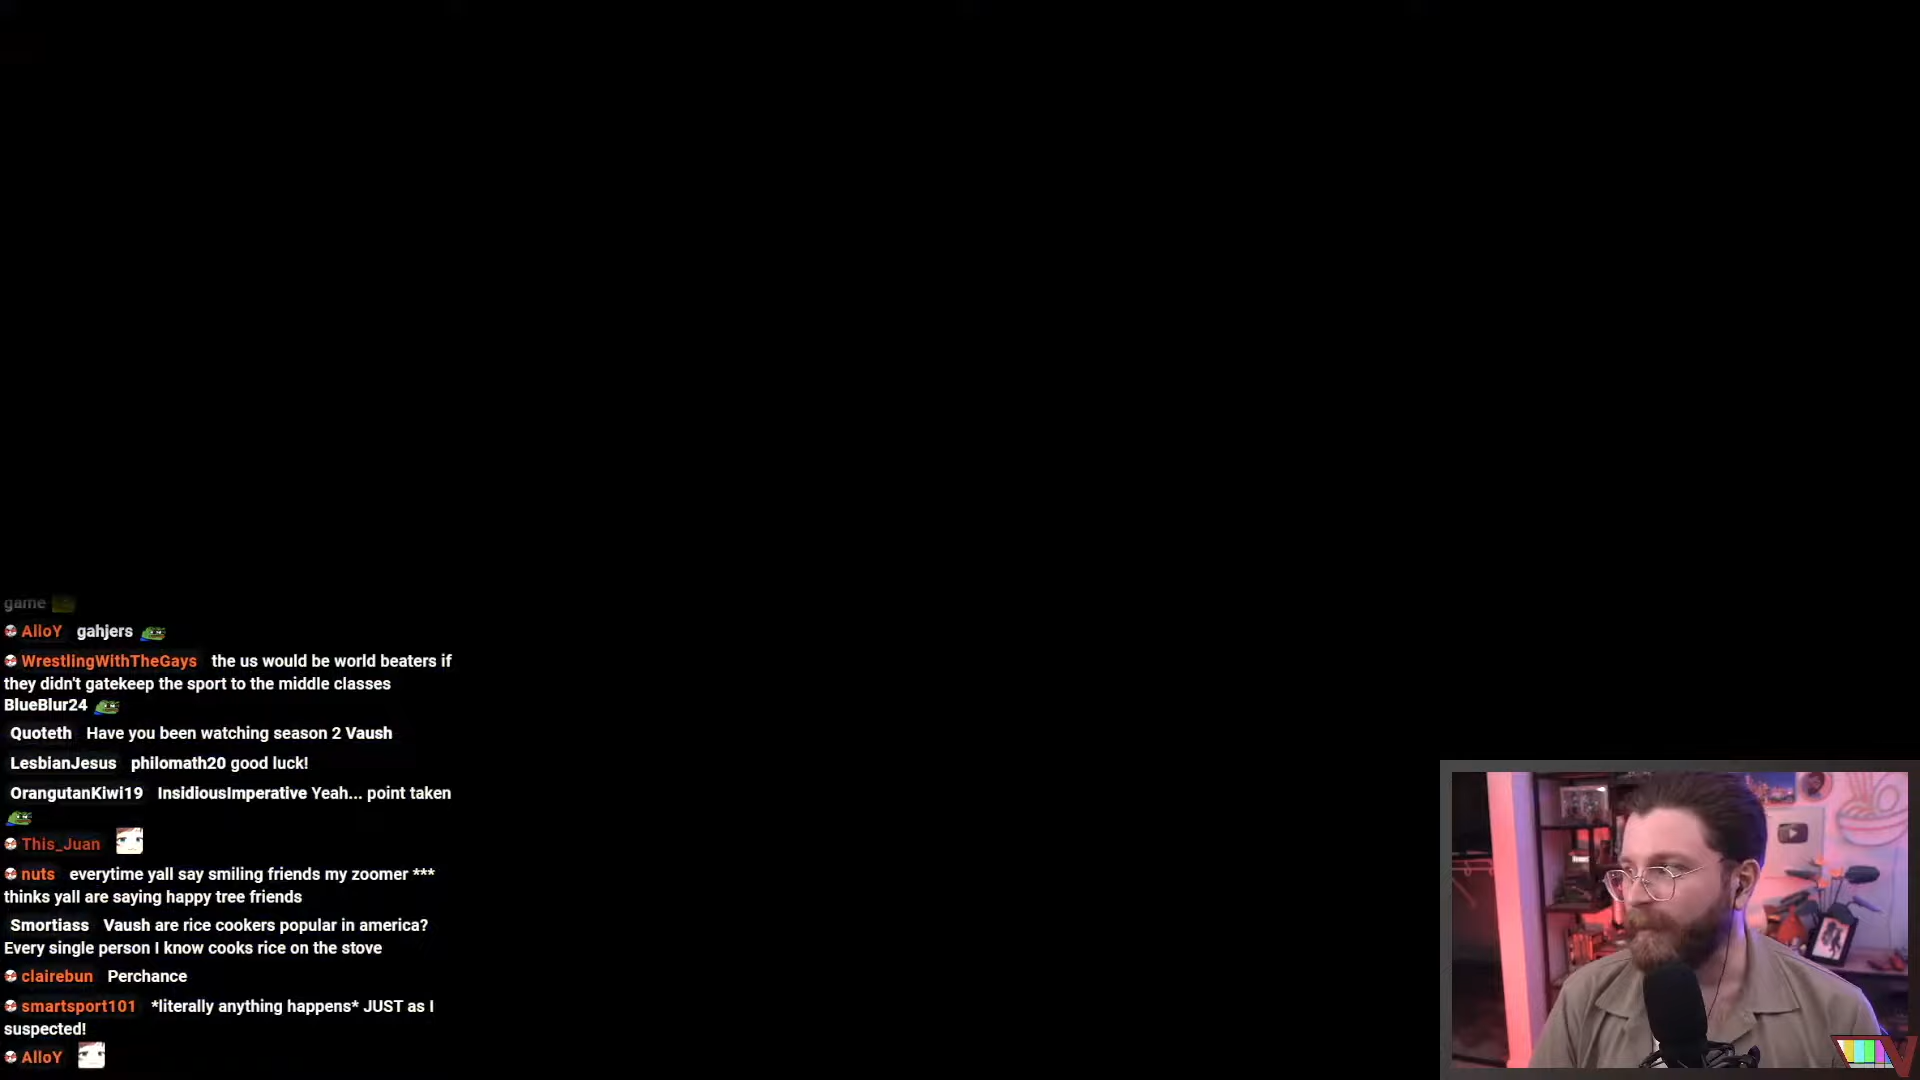 game
AlloY gahjers
WrestlingWithTheGays the us would be world beaters if
they didn't gatekeep the sport to the middle classes
BlueBlur24
Quoteth Have you been watching season 2 Vaush
LesbianJesus philomath20 good luck!
OrangutanKiwi19 InsidiousImperative Yeah... point taken
This_Juan
nuts everytime yall say smiling friends my zoomer ***
thinks yall are saying happy tree friends
Smortiass Vaush are rice cookers popular in america?
Every single person I know cooks rice on the stove
clairebun Perchance
smartsport101 *literally anything happens* JUST as I
suspected!
AlloY